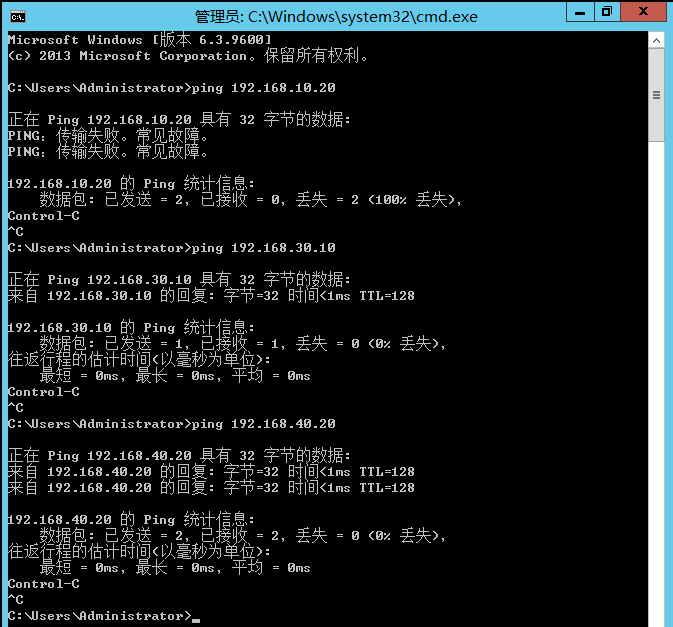 管理员: C:\Windows\system32\cmd.exe
Microsoft Windows [版本 6.3.9600]
(c) 2013 Microsoft Corporation。保留所有权利。
C:\Users\Administrator>ping 192.168.10.20
正在 Ping 192.168.10.20 具有 32 字节的数据:
PING: 传输失败。常见故障。
PING: 传输失败。常见故障。
192.168.10.20 的 Ping 统计信息:
    数据包: 已发送 = 2, 已接收 = 0, 丢失 = 2 (100% 丢失),
Control-C
^C
C:\Users\Administrator>ping 192.168.30.10
正在 Ping 192.168.30.10 具有 32 字节的数据:
来自 192.168.30.10 的回复: 字节=32 时间<1ms TTL=128
192.168.30.10 的 Ping 统计信息:
    数据包: 已发送 = 1, 已接收 = 1, 丢失 = 0 (0% 丢失),
往返行程的估计时间(以毫秒为单位):
    最短 = 0ms, 最长 = 0ms, 平均 = 0ms
Control-C
^C
C:\Users\Administrator>ping 192.168.40.20
正在 Ping 192.168.40.20 具有 32 字节的数据:
来自 192.168.40.20 的回复: 字节=32 时间<1ms TTL=128
来自 192.168.40.20 的回复: 字节=32 时间<1ms TTL=128
192.168.40.20 的 Ping 统计信息:
    数据包: 已发送 = 2, 已接收 = 2, 丢失 = 0 (0% 丢失),
往返行程的估计时间(以毫秒为单位):
    最短 = 0ms, 最长 = 0ms, 平均 = 0ms
Control-C
^C
C:\Users\Administrator>